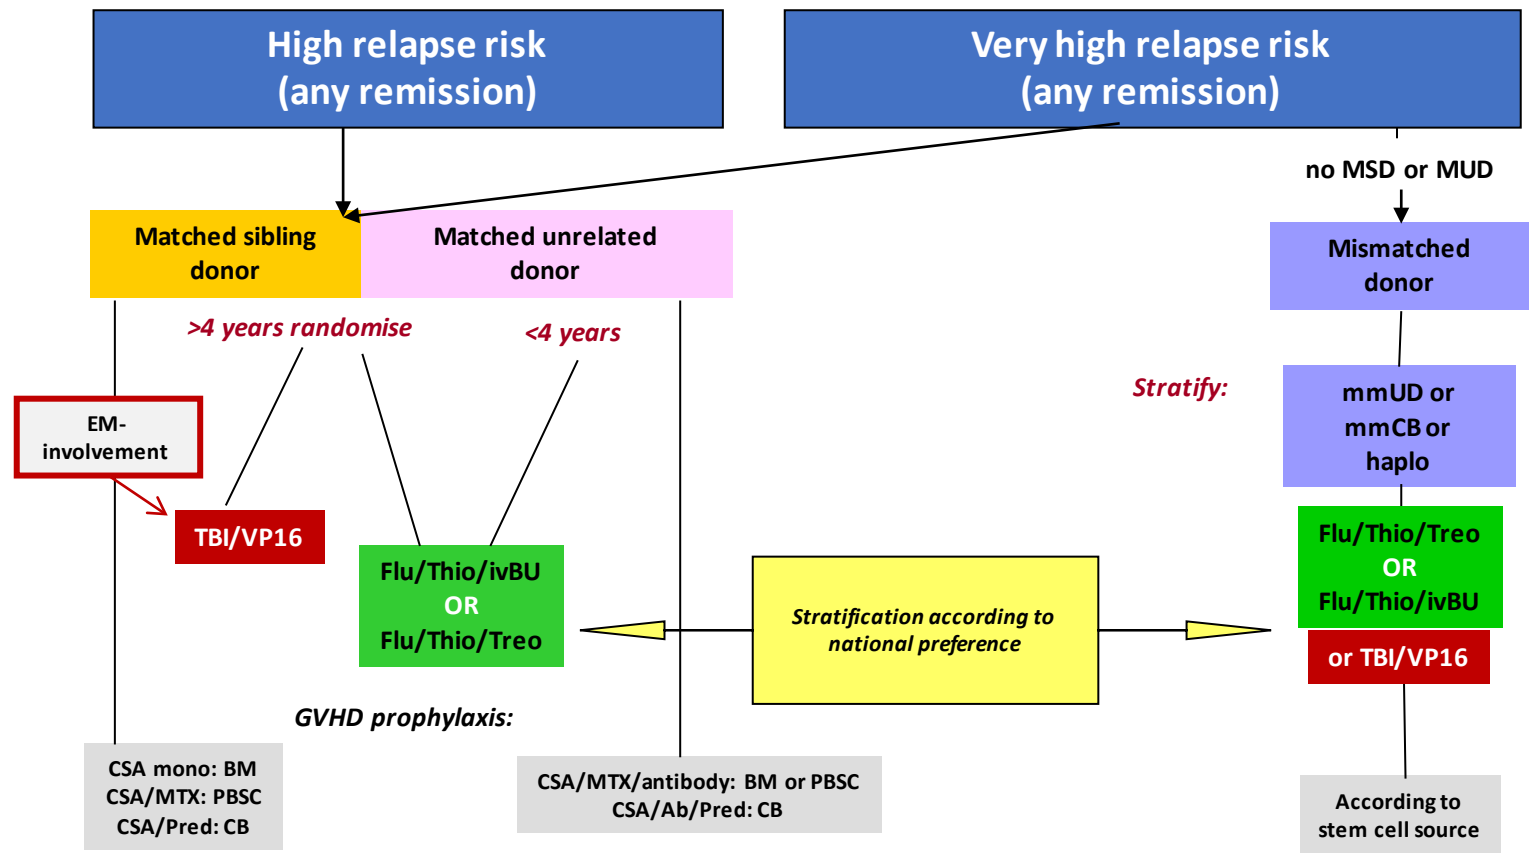 High relapse risk
(any remission)
Very high relapse risk
(any remission)
no MSD or MUD
Matched sibling
donor
Matched unrelated
donor
Mismatched
donor
>4 years randomise
<4 years
Stratify:
mmUD or
mmCB or
haplo
EM-
involvement
TBI/VP16
Flu/Thio/ivBU
OR
Flu/Thio/Treo
Stratification according to
national preference
Flu/Thio/Treo
OR
Flu/Thio/ivBU
or TBI/VP16
GVHD prophylaxis:
CSA mono: BM
CSA/MTX: PBSC
CSA/Pred: CB
CSA/MTX/antibody: BM or PBSC
CSA/Ab/Pred: CB
According to
stem cell source